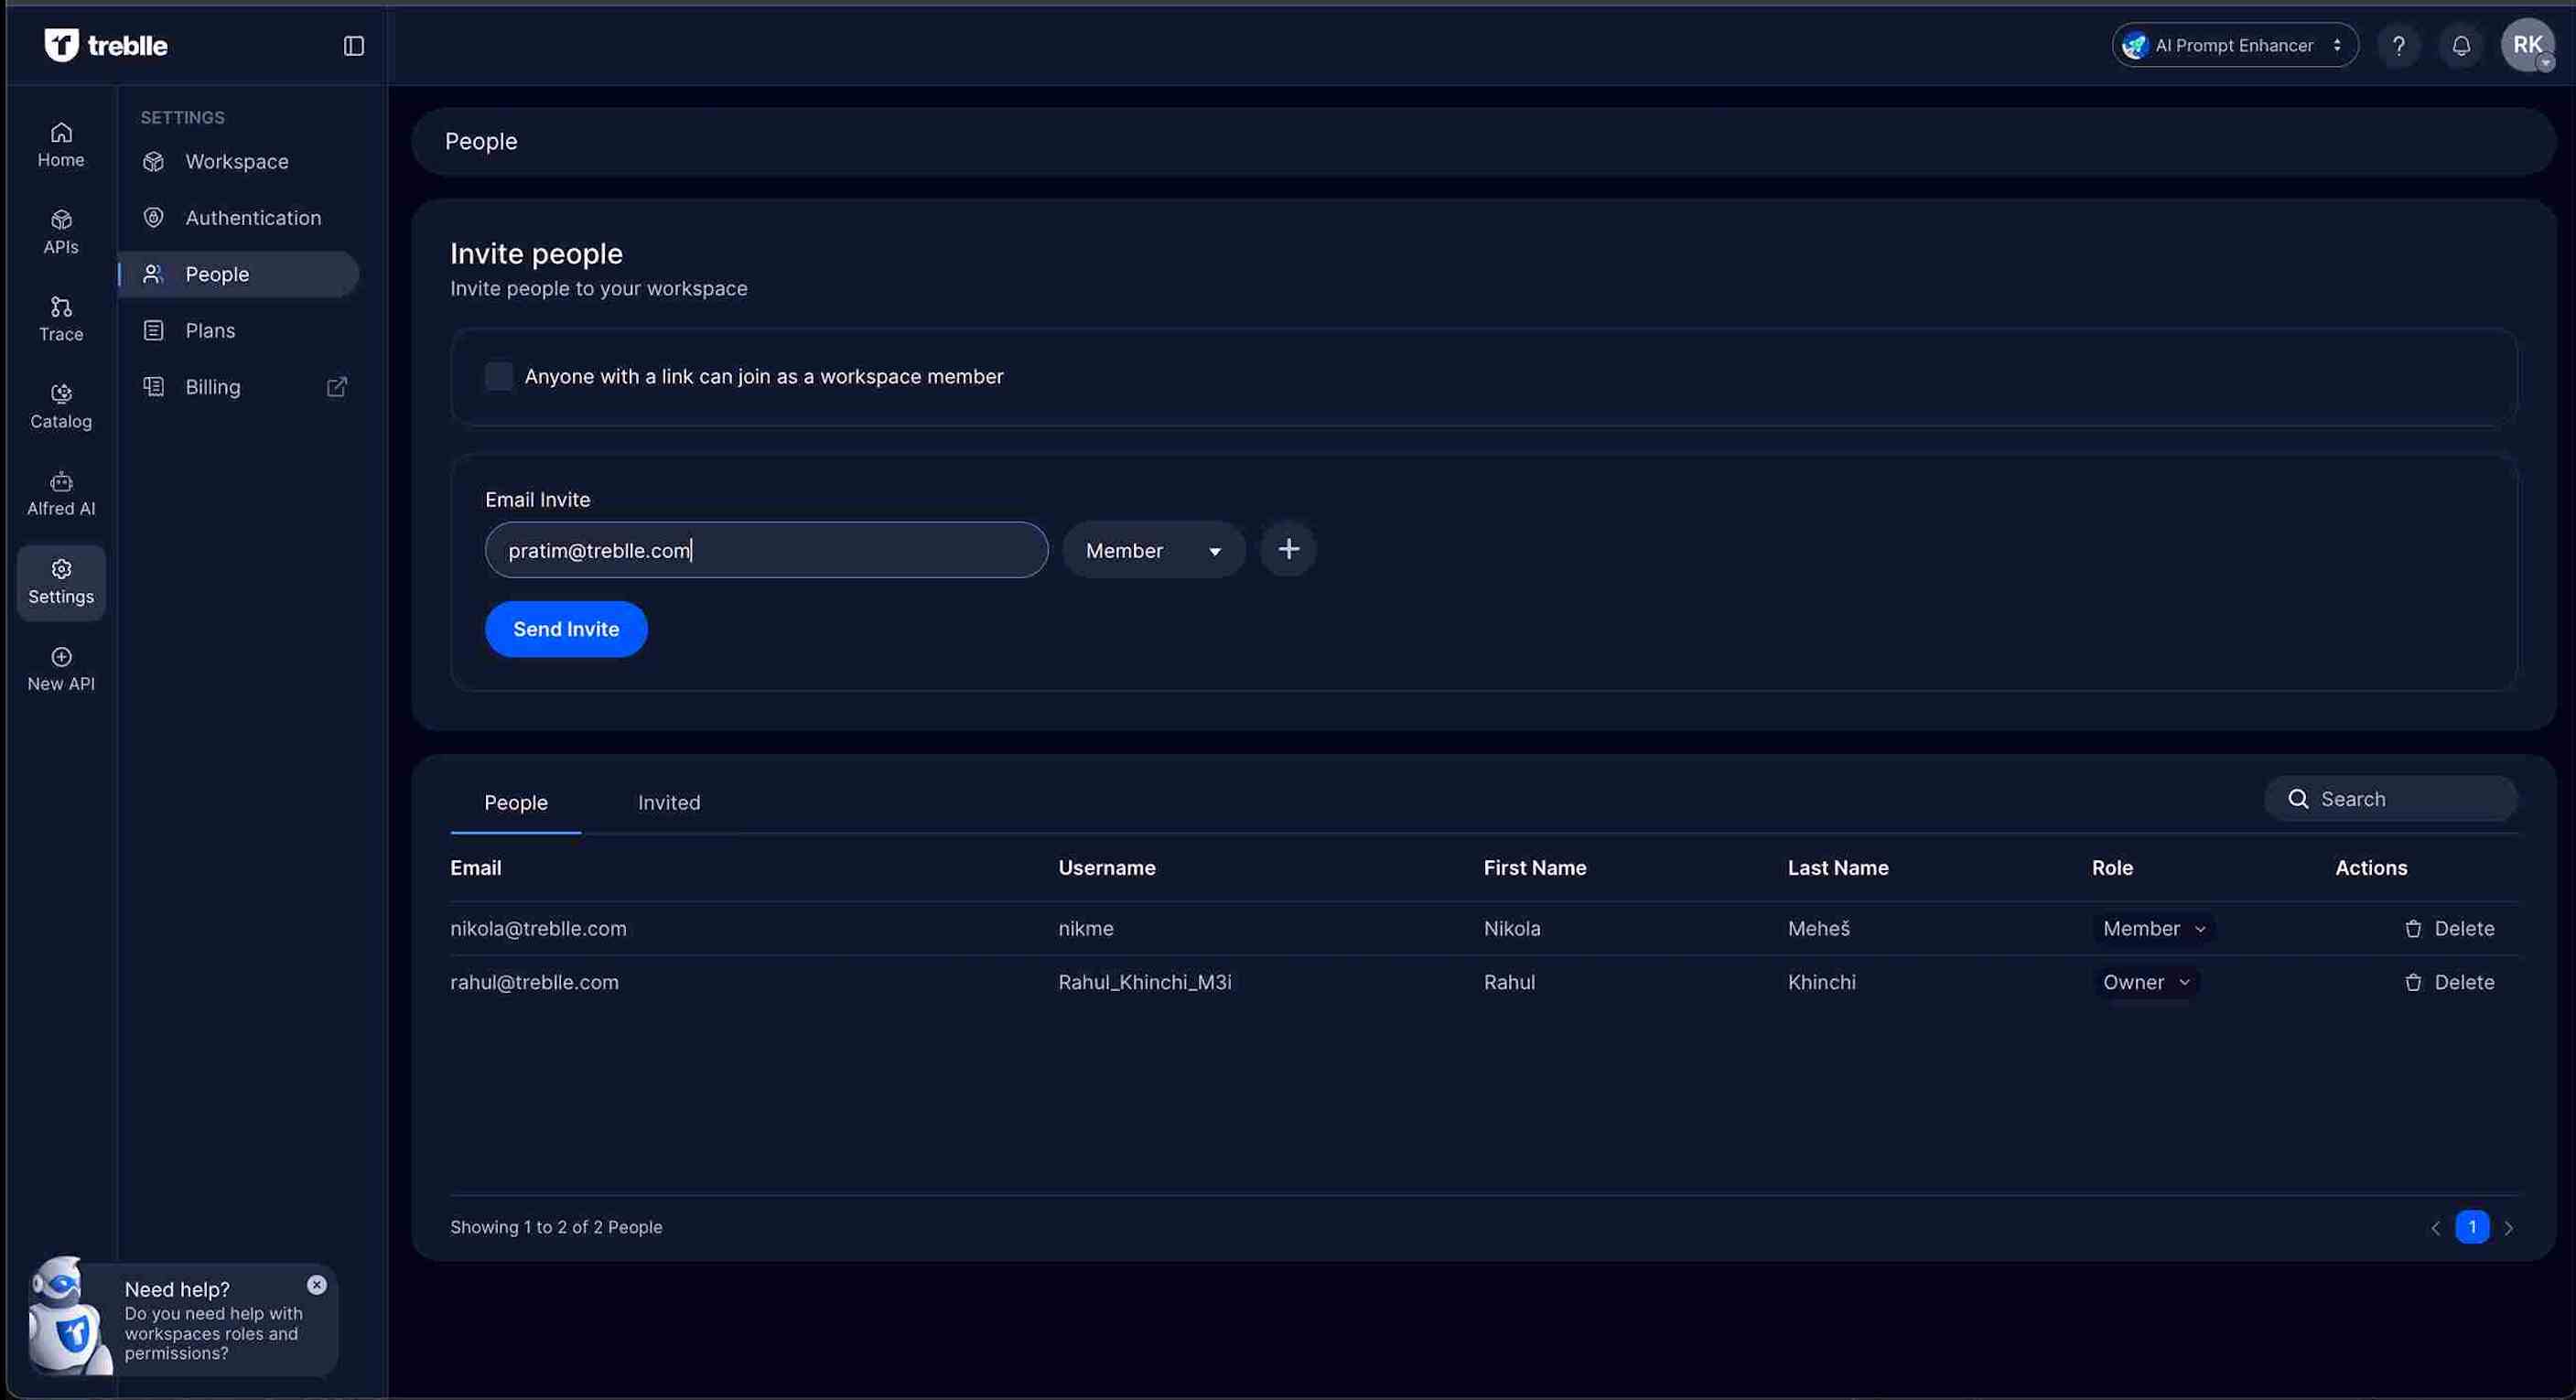 treblle
AI Prompt Enhancer
?
RK
Home
APIs
Trace
Catalog
Alfred AI
Settings
New API
SETTINGS
Workspace
Authentication
People
Plans
Billing
People
Invite people
Invite people to your workspace
Anyone with a link can join as a workspace member
Email Invite
pratim@treblle.com
Member
Send Invite
People Invited
Search
Email Username First Name Last Name Role Actions
nikola@treblle.com nikme Nikola Meheš Member Delete
rahul@treblle.com Rahul_Khinchi_M3i Rahul Khinchi Owner Delete
Showing 1 to 2 of 2 People
1
Need help?
Do you need help with
workspaces roles and
permissions?